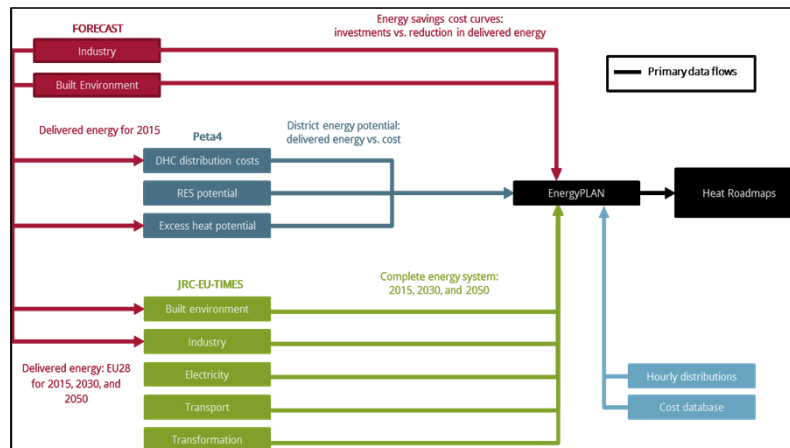 FORECAST
Industry
Built Environment
Energy savings cost curves:
investments vs. reduction in delivered energy
Primary data flows
Delivered energy for 2015
Peta4
DHC distribution costs
RES potential
Excess heat potential
District energy potential:
delivered energy vs. cost
EnergyPLAN
Heat Roadmaps
JRC-EU-TIMES
Built environment
Industry
Electricity
Transport
Transformation
Complete energy system:
2015, 2030, and 2050
Delivered energy: EU28
for 2015, 2030, and
2050
Hourly distributions
Cost database